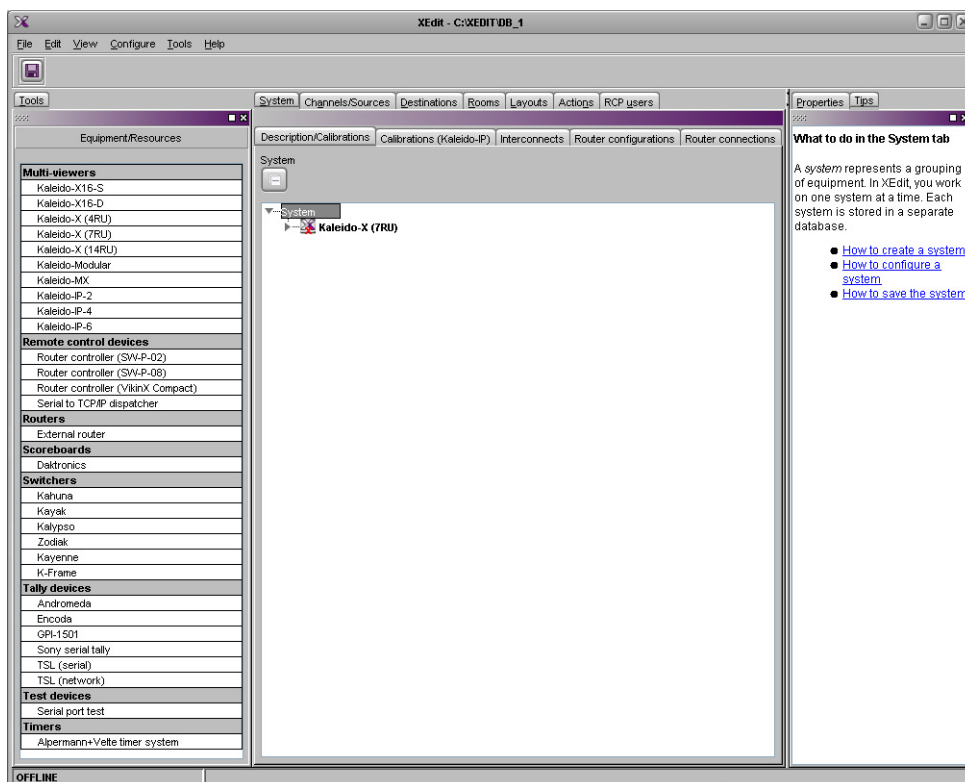 XEdit - C:\XEDIT\DB_1
File Edit View Configure Tools Help
Tools
Equipment/Resources
Multi-viewers
Kaleido-X16-S
Kaleido-X16-D
Kaleido-X (4RU)
Kaleido-X (7RU)
Kaleido-X (14RU)
Kaleido-Modular
Kaleido-MX
Kaleido-IP-2
Kaleido-IP-4
Kaleido-IP-6
Remote control devices
Router controller (SW-P-02)
Router controller (SW-P-08)
Router controller (VikinX Compact)
Serial to TCP/IP dispatcher
Routers
External router
Scoreboards
Daktronics
Switchers
Kahuna
Kayak
Kalypso
Zodiak
Kayenne
K-Frame
Tally devices
Andromeda
Encoda
GPI-1501
Sony serial tally
TSL (serial)
TSL (network)
Test devices
Serial port test
Timers
Alpermann+Velte timer system
System Channels/Sources Destinations Rooms Layouts Actions RCP users
Description/Calibrations Calibrations (Kaleido-IP) Interconnects Router configurations Router connections
System
System
Kaleido-X (7RU)
Properties Tips
What to do in the System tab
A system represents a grouping
of equipment. In XEdit, you work
on one system at a time. Each
system is stored in a separate
database.
How to create a system
How to configure a
system
How to save the system
OFFLINE